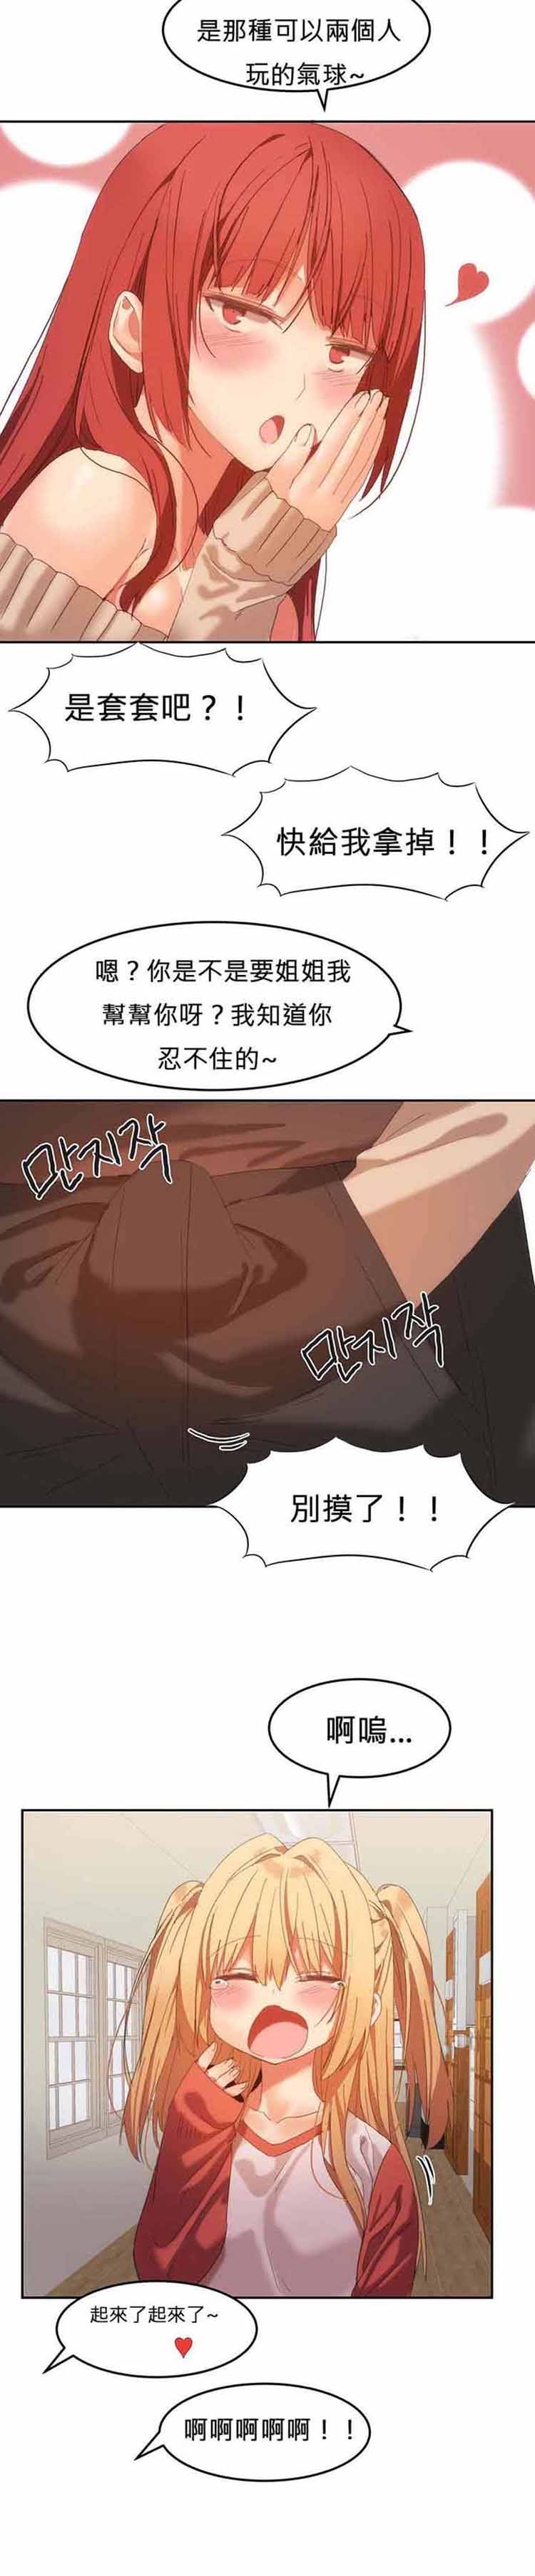 是那種可以兩個人
玩的氣球~
是套套吧？！
快給我拿掉！！
嗯？你是不是要姐姐我
幫幫你呀？我知道你
忍不住的~
만지작
만지작
別摸了！！
啊嗚...
起來了起來了~
啊啊啊啊啊！！